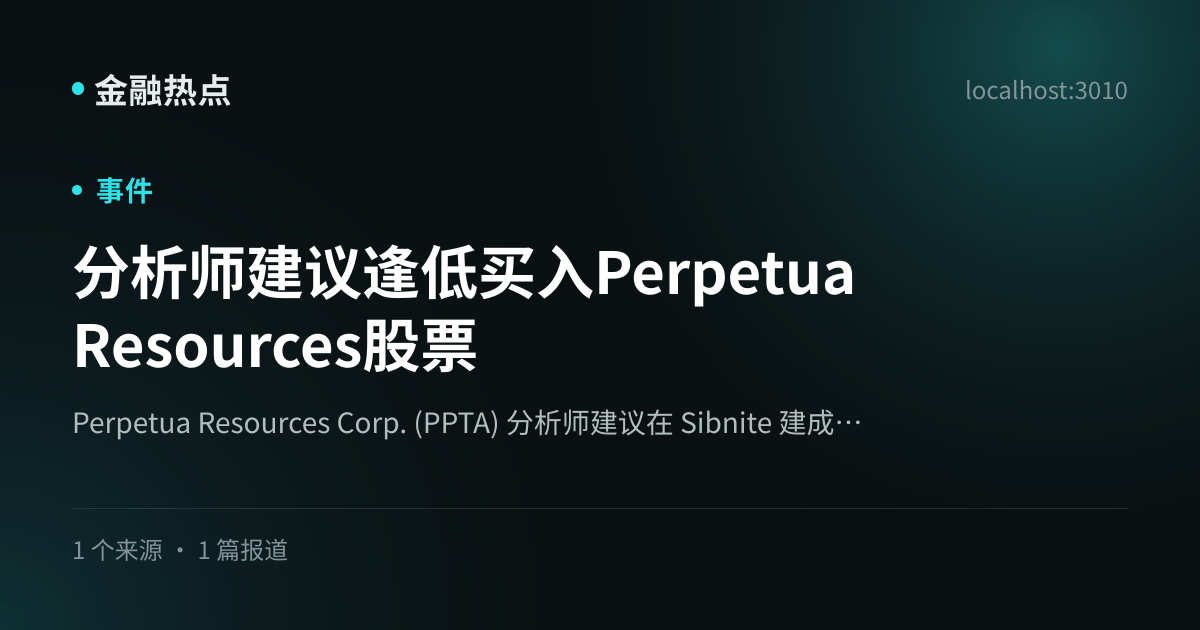 金融热点
localhost:3010
事件
分析师建议逢低买入Perpetua
Resources股票
Perpetua Resources Corp. (PPTA) 分析师建议在 Sibnite 建成…
1 个来源 · 1 篇报道